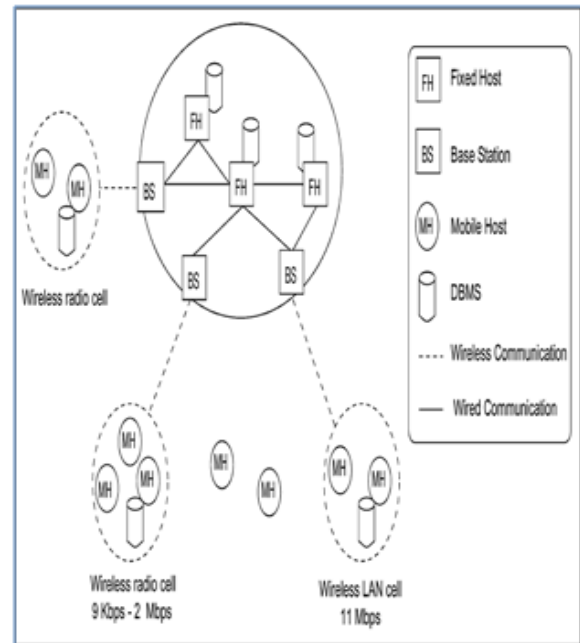 FH
Fixed Host
FH
BS
Base Station
MH
MH
BS
FH
FH
MH
Mobile Host
BS
BS
DBMS
Wireless radio cell
Wireless Communication
Wired Communication
MH
MH
MH
MH
MH
MH
MH
MH
Wireless radio cell
9 Kbps - 2 Mbps
Wireless LAN cell
11 Mbps